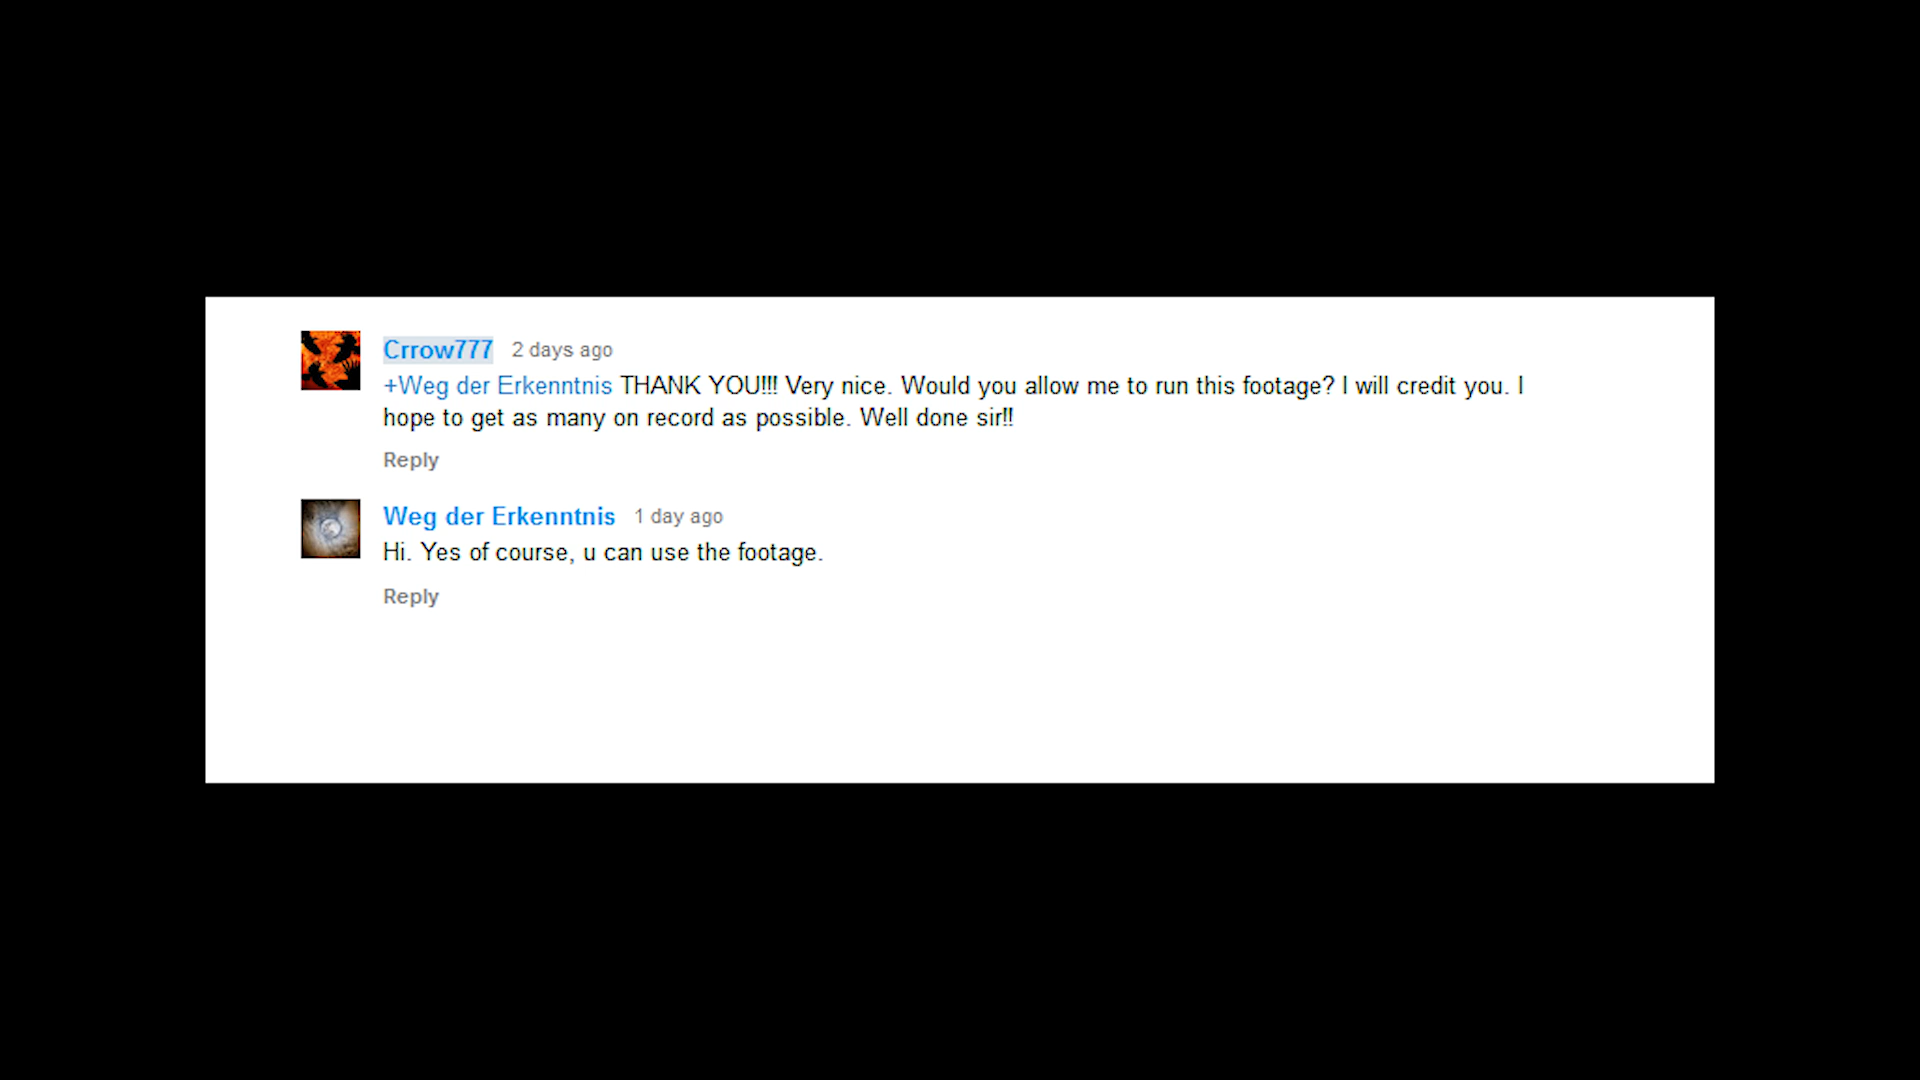 Crrow777 2 days ago
+Weg der Erkenntnis THANK YOU!!! Very nice. Would you allow me to run this footage? I will credit you. I
hope to get as many on record as possible. Well done sir!!
Reply
Weg der Erkenntnis 1 day ago
Hi. Yes of course, u can use the footage.
Reply